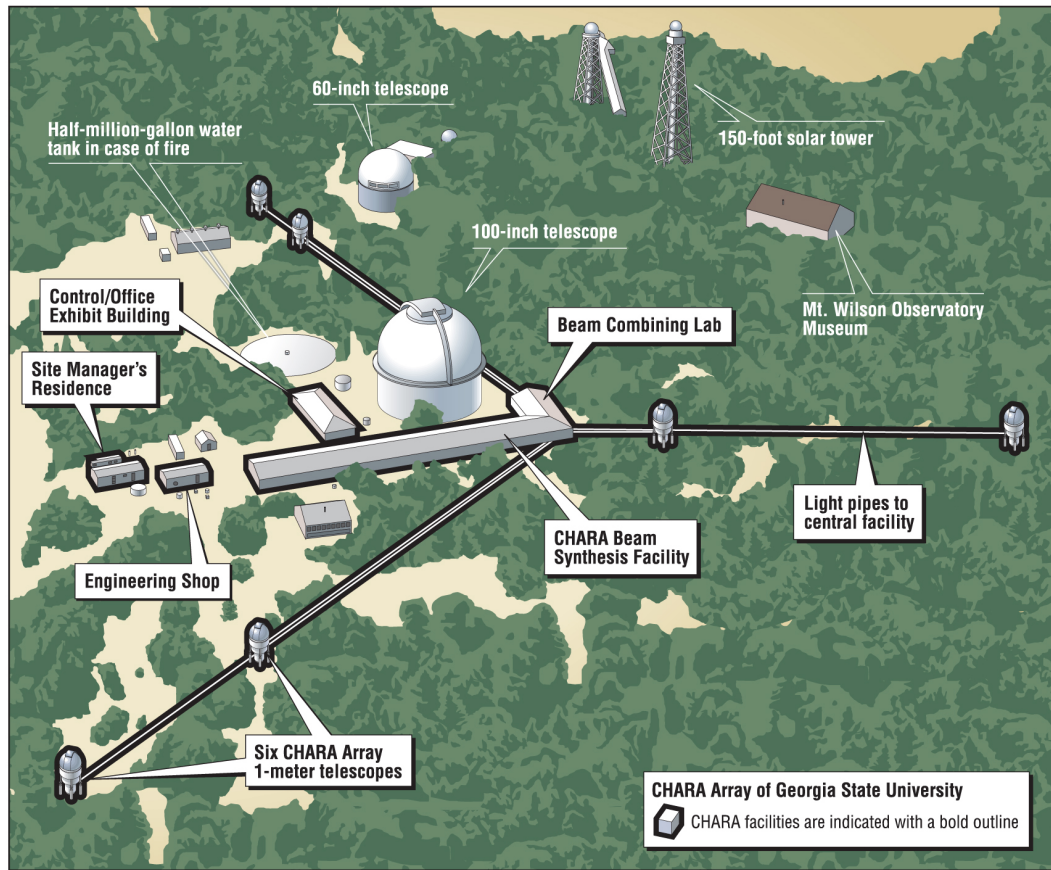 60-inch telescope
Half-million-gallon water
tank in case of fire
150-foot solar tower
100-inch telescope
Control/Office
Exhibit Building
Beam Combining Lab
Mt. Wilson Observatory
Museum
Site Manager's
Residence
Light pipes to
central facility
CHARA Beam
Synthesis Facility
Engineering Shop
Six CHARA Array
1-meter telescopes
CHARA Array of Georgia State University
CHARA facilities are indicated with a bold outline